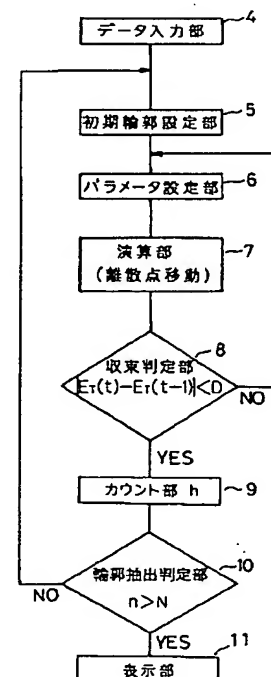 データ入力部
4
初期輪郭設定部
5
パラメータ設定部
6
演算部
(離散点移動)
7
収束判定部
8
|Eτ(t)-Eτ(t-1)|<D
NO
YES
カウント部 h
9
輪郭抽出判定部
10
n>N
NO
YES
11
表示部